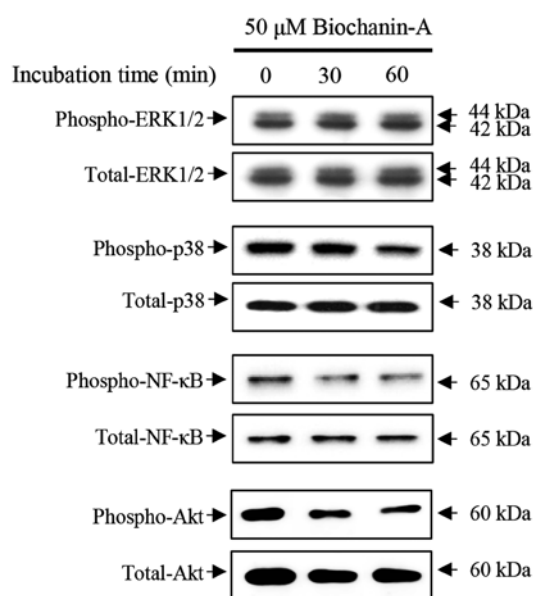 50 μM Biochanin-A
Incubation time (min) 0 30 60
Phospho-ERK1/2 44 kDa
42 kDa
Total-ERK1/2 44 kDa
42 kDa
Phospho-p38 38 kDa
Total-p38 38 kDa
Phospho-NF-κB 65 kDa
Total-NF-κB 65 kDa
Phospho-Akt 60 kDa
Total-Akt 60 kDa